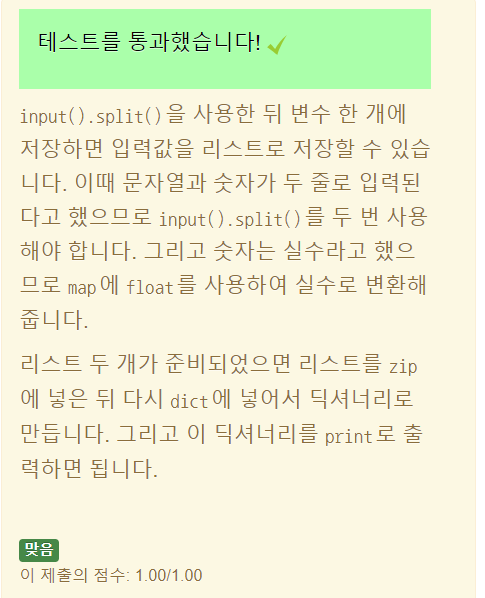 테스트를 통과했습니다!
input().split()을 사용한 뒤 변수 한 개에
저장하면 입력값을 리스트로 저장할 수 있습
니다. 이때 문자열과 숫자가 두 줄로 입력된
다고 했으므로 input().split()를 두 번 사용
해야 합니다. 그리고 숫자는 실수라고 했으
므로 map에 float를 사용하여 실수로 변환해
줍니다.
리스트 두 개가 준비되었으면 리스트를 zip
에 넣은 뒤 다시 dict에 넣어서 딕셔너리로
만듭니다. 그리고 이 딕셔너리를 print로 출
력하면 됩니다.
맞음
이 제출의 점수: 1.00/1.00